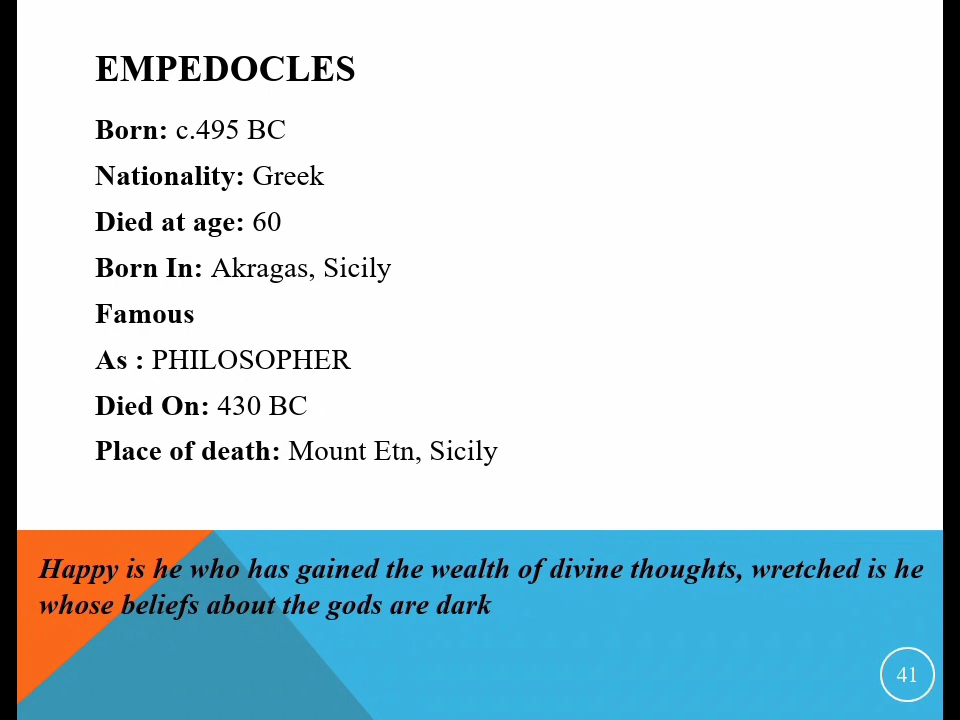 EMPEDOCLES
Born: c.495 BC
Nationality: Greek
Died at age: 60
Born In: Akragas, Sicily
Famous
As : PHILOSOPHER
Died On: 430 BC
Place of death: Mount Etn, Sicily
Happy is he who has gained the wealth of divine thoughts, wretched is he
whose beliefs about the gods are dark
41